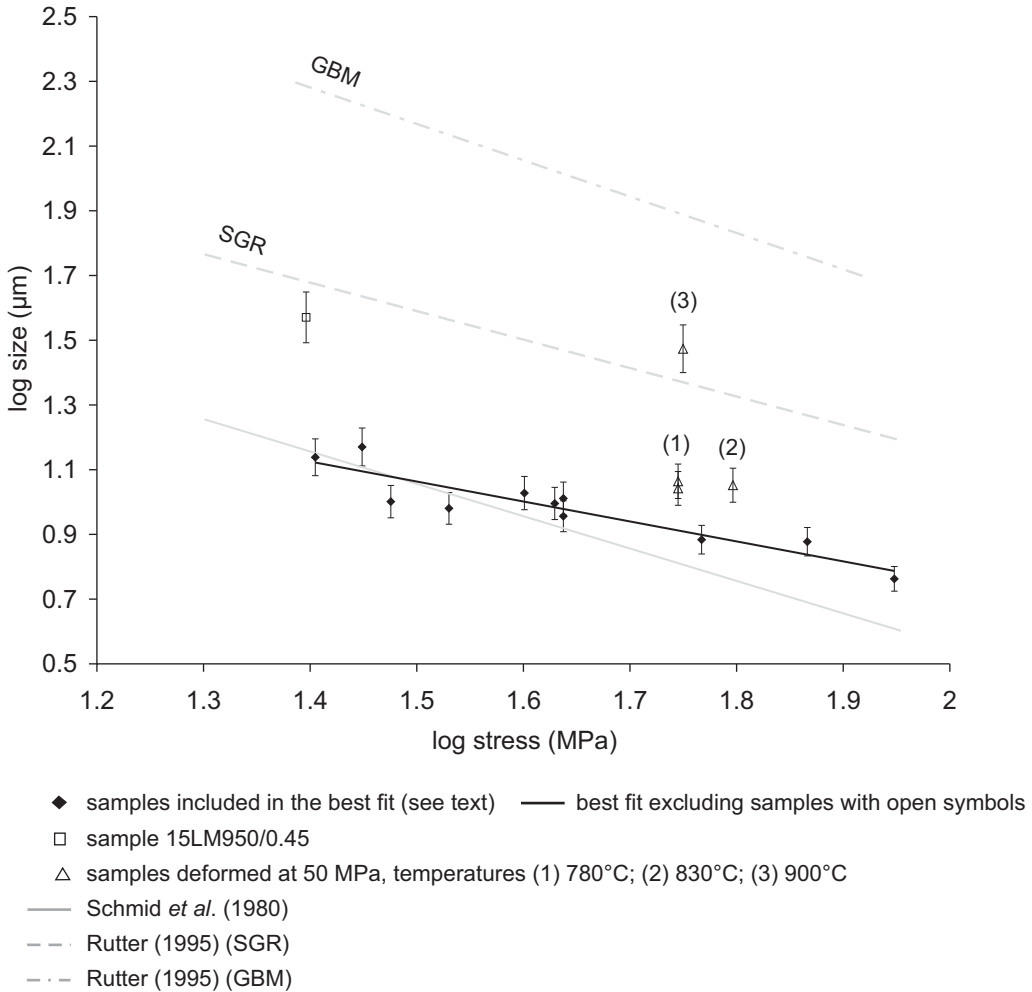 2.5
2.3
2.1
1.9
1.7
1.5
1.3
1.1
0.9
0.7
0.5
log size (µm)
GBM
SGR
(3)
(1)
(2)
1.2 1.3 1.4 1.5 1.6 1.7 1.8 1.9 2
log stress (MPa)
samples included in the best fit (see text) best fit excluding samples with open symbols
sample 15LM950/0.45
samples deformed at 50 MPa, temperatures (1) 780°C; (2) 830°C; (3) 900°C
Schmid et al. (1980)
Rutter (1995) (SGR)
Rutter (1995) (GBM)